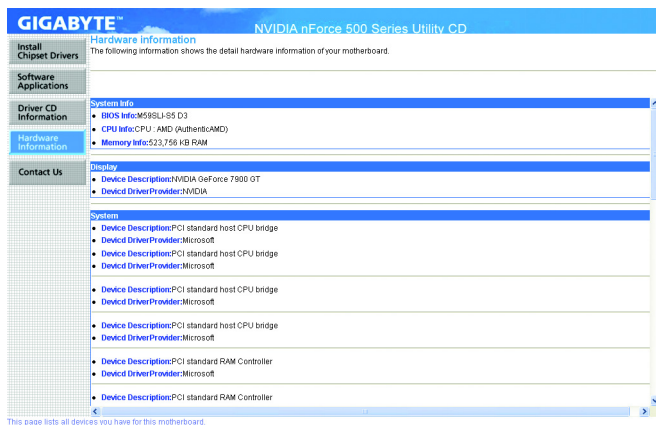 GIGABYTE™
NVIDIA nForce 500 Series Utility CD
Install
Chipset Drivers
Software
Applications
Driver CD
Information
Hardware
Information
Contact Us
Hardware Information
The following information shows the detail hardware information of your motherboard.
System Info
• BIOS Info:M59SLI-S5 D3
• CPU Info:CPU : AMD (AuthenticAMD)
• Memory Info:523,756 KB RAM
Display
• Device Description:NVIDIA GeForce 7900 GT
• Devicd DriverProvider:NVIDIA
System
• Device Description:PCI standard host CPU bridge
• Devicd DriverProvider:Microsoft
• Device Description:PCI standard host CPU bridge
• Devicd DriverProvider:Microsoft
• Device Description:PCI standard host CPU bridge
• Devicd DriverProvider:Microsoft
• Device Description:PCI standard host CPU bridge
• Devicd DriverProvider:Microsoft
• Device Description:PCI standard RAM Controller
• Devicd DriverProvider:Microsoft
• Device Description:PCI standard RAM Controller
This page lists all devices you have for this motherboard.